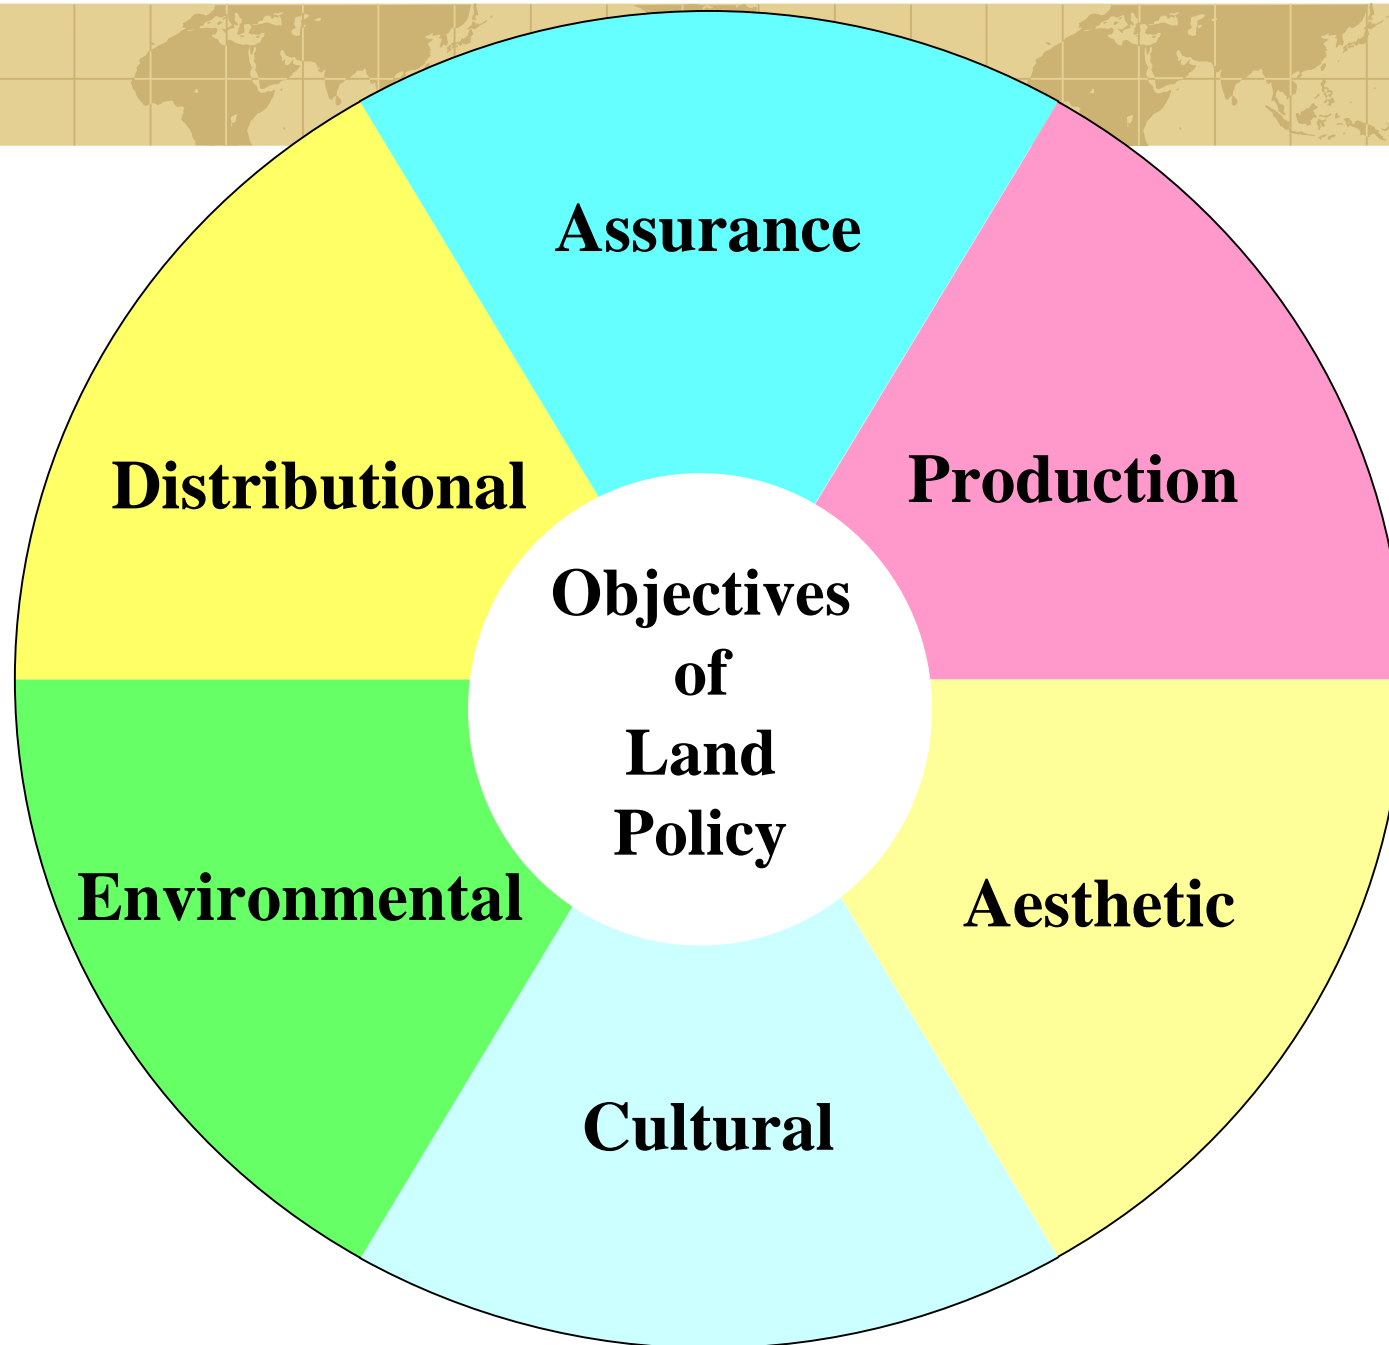 Assurance
Production
Distributional
Objectives
of
Land
Policy
Environmental
Aesthetic
Cultural